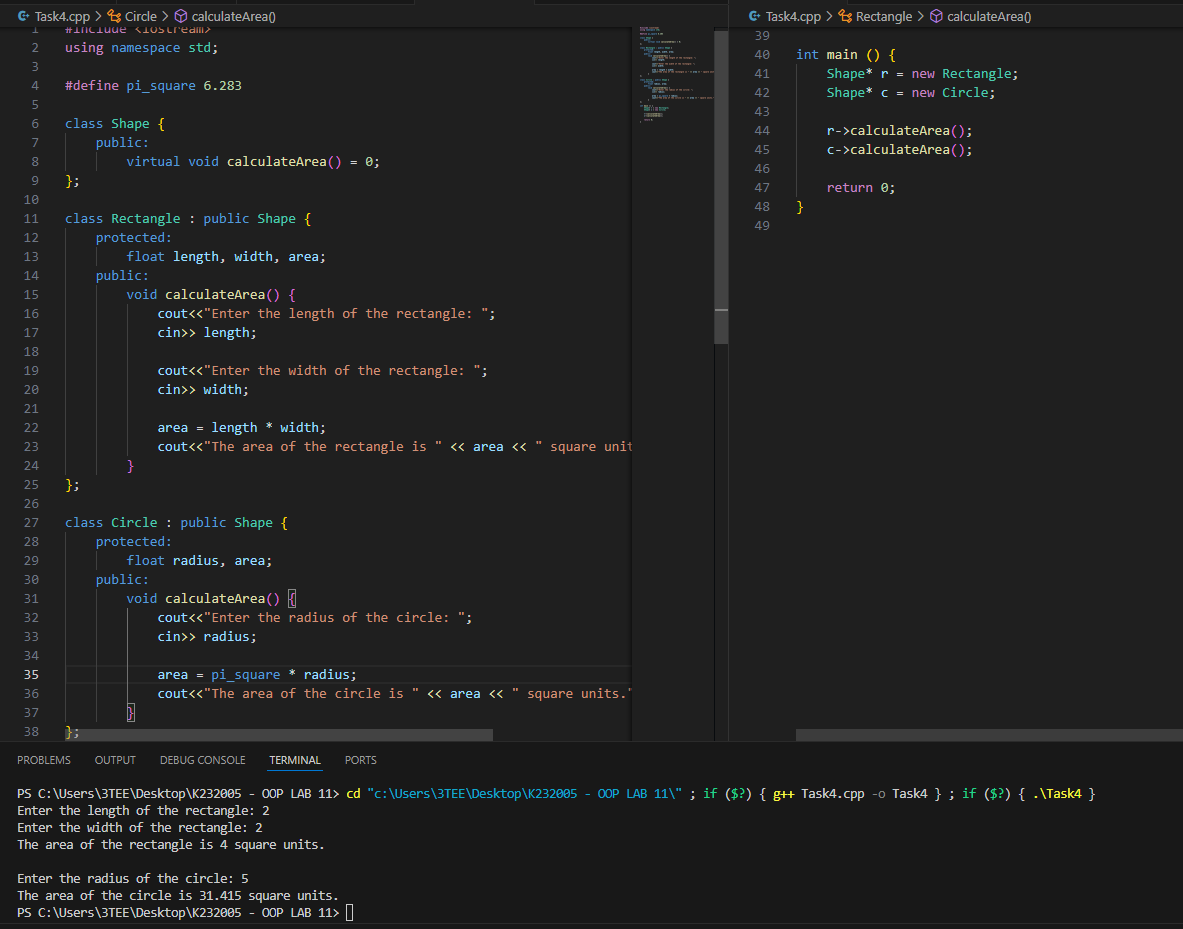 Task4.cpp > Circle > calculateArea()
1 #include <iostream>
2 using namespace std;
3
4 #define pi_square 6.283
5
6 class Shape {
7 public:
8 virtual void calculateArea() = 0;
9 };
10
11 class Rectangle : public Shape {
12 protected:
13 float length, width, area;
14 public:
15 void calculateArea() {
16 cout<<"Enter the length of the rectangle: ";
17 cin>> length;
18
19 cout<<"Enter the width of the rectangle: ";
20 cin>> width;
21
22 area = length * width;
23 cout<<"The area of the rectangle is " << area << " square unit
24 }
25 };
26
27 class Circle : public Shape {
28 protected:
29 float radius, area;
30 public:
31 void calculateArea() {
32 cout<<"Enter the radius of the circle: ";
33 cin>> radius;
34
35 area = pi_square * radius;
36 cout<<"The area of the circle is " << area << " square units."
37 }
38 };
Task4.cpp > Rectangle > calculateArea()
39
40 int main () {
41 Shape* r = new Rectangle;
42 Shape* c = new Circle;
43
44 r->calculateArea();
45 c->calculateArea();
46
47 return 0;
48 }
49
PROBLEMS OUTPUT DEBUG CONSOLE TERMINAL PORTS
PS C:\Users\3TEE\Desktop\K232005 - OOP LAB 11> cd "c:\Users\3TEE\Desktop\K232005 - OOP LAB 11\" ; if ($?) { g++ Task4.cpp -o Task4 } ; if ($?) { .\Task4 }
Enter the length of the rectangle: 2
Enter the width of the rectangle: 2
The area of the rectangle is 4 square units.
Enter the radius of the circle: 5
The area of the circle is 31.415 square units.
PS C:\Users\3TEE\Desktop\K232005 - OOP LAB 11>